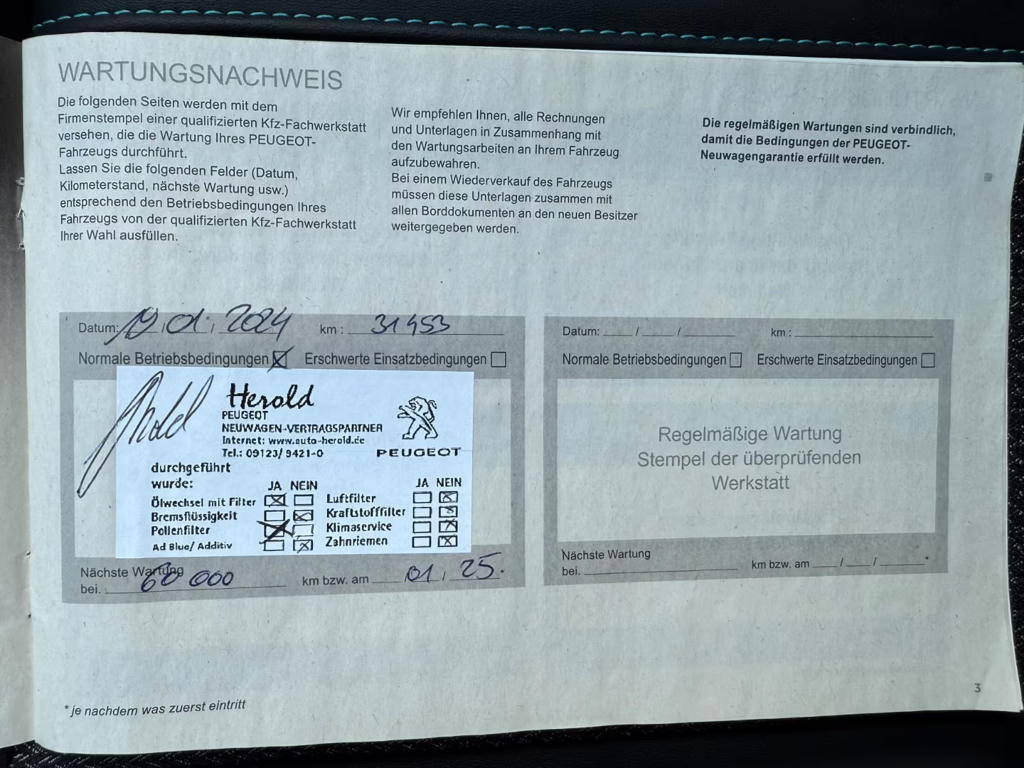 WARTUNGSNACHWEIS
Die folgenden Seiten werden mit dem
Firmenstempel einer qualifizierten Kfz-Fachwerkstatt
versehen, die die Wartung Ihres PEUGEOT-
Fahrzeugs durchführt.
Lassen Sie die folgenden Felder (Datum,
Kilometerstand, nächste Wartung usw.)
entsprechend den Betriebsbedingungen Ihres
Fahrzeugs von der qualifizierten Kfz-Fachwerkstatt
Ihrer Wahl ausfüllen.
Wir empfehlen Ihnen, alle Rechnungen
und Unterlagen in Zusammenhang mit
den Wartungsarbeiten an Ihrem Fahrzeug
aufzubewahren.
Bei einem Wiederverkauf des Fahrzeugs
müssen diese Unterlagen zusammen mit
allen Borddokumenten an den neuen Besitzer
weitergegeben werden.
Die regelmäßigen Wartungen sind verbindlich,
damit die Bedingungen der PEUGEOT-
Neuwagengarantie erfüllt werden.
Datum: 19.01.2024 km: 31453
Normale Betriebsbedingungen Erschwerte Einsatzbedingungen
Herold
PEUGEOT
NEUWAGEN-VERTRAGSPARTNER
Internet: www.auto-herold.de
Tel.: 09123/ 9421-0
PEUGEOT
durchgeführt
wurde:
JA NEIN JA NEIN
Ölwechsel mit Filter Luftfilter
Bremsflüssigkeit Kraftstofffilter
Pollenfilter Klimaservice
Ad Blue/ Additiv Zahnriemen
Nächste Wartung
bei. 60 000 km bzw. am 01, 25.
Datum: / / km:
Normale Betriebsbedingungen Erschwerte Einsatzbedingungen
Regelmäßige Wartung
Stempel der überprüfenden
Werkstatt
Nächste Wartung
bei. km bzw. am / / *
*je nachdem was zuerst eintritt
3